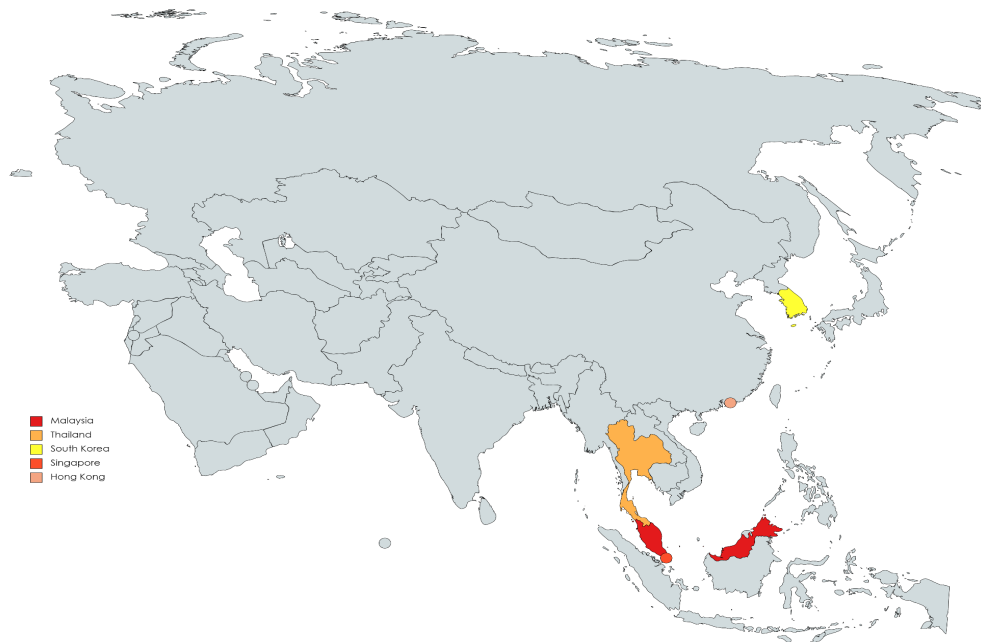 Malaysia
Thailand
South Korea
Singapore
Hong Kong